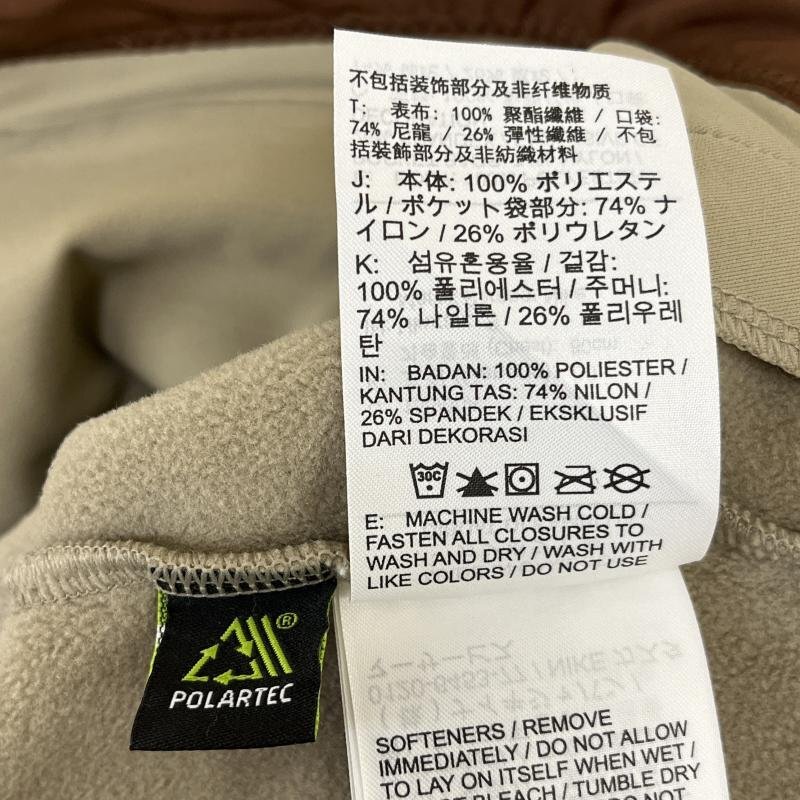 不包括装饰部分及非纤维物质
T: 表布: 100% 聚酯纖維 / 口袋:
74% 尼龍 / 26% 彈性纖維 / 不包
括裝飾部分及非紡織材料
J: 本体: 100% ポリエステ
ル / ポケット袋部分: 74% ナ
イロン / 26% ポリウレタン
K: 섬유혼용율 / 겉감:
100% 폴리에스터 / 주머니:
74% 나일론 / 26% 폴리우레
탄
IN: BADAN: 100% POLIESTER /
KANTUNG TAS: 74% NILON /
26% SPANDEK / EKSKLUSIF
DARI DEKORASI
30C
E: MACHINE WASH COLD /
FASTEN ALL CLOSURES TO
WASH AND DRY / WASH WITH
LIKE COLORS / DO NOT USE
®
POLARTEC
SOFTENERS / REMOVE
IMMEDIATELY / DO NOT ALLOW
TO LAY ON ITSELF WHEN WET /
BLEACH / TUMBLE DRY
DO NOT